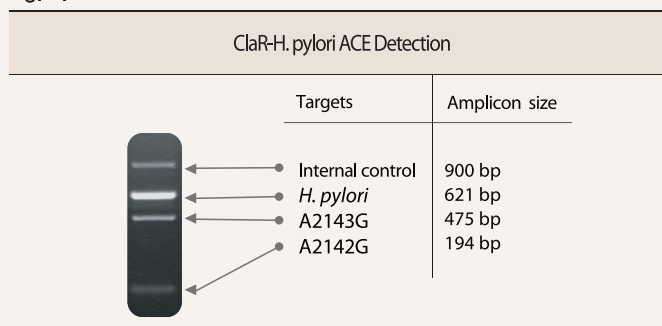 ClaR-H. pylori ACE Detection
Targets Amplicon size
Internal control 900 bp
H. pylori 621 bp
A2143G 475 bp
A2142G 194 bp